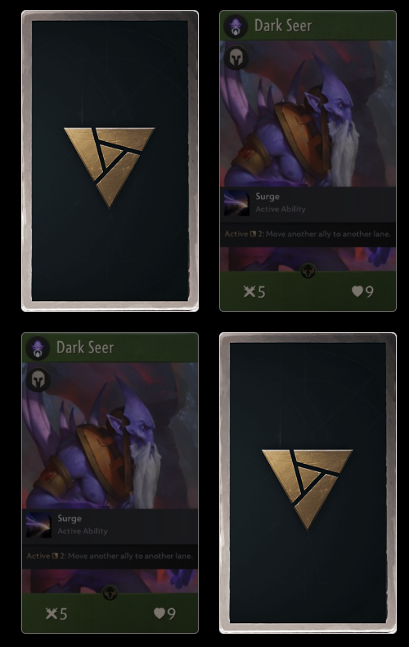 Dark Seer
Surge
Active Ability
Active 2: Move another ally to another lane.
5 9
Dark Seer
Surge
Active Ability
Active 2: Move another ally to another lane.
5 9